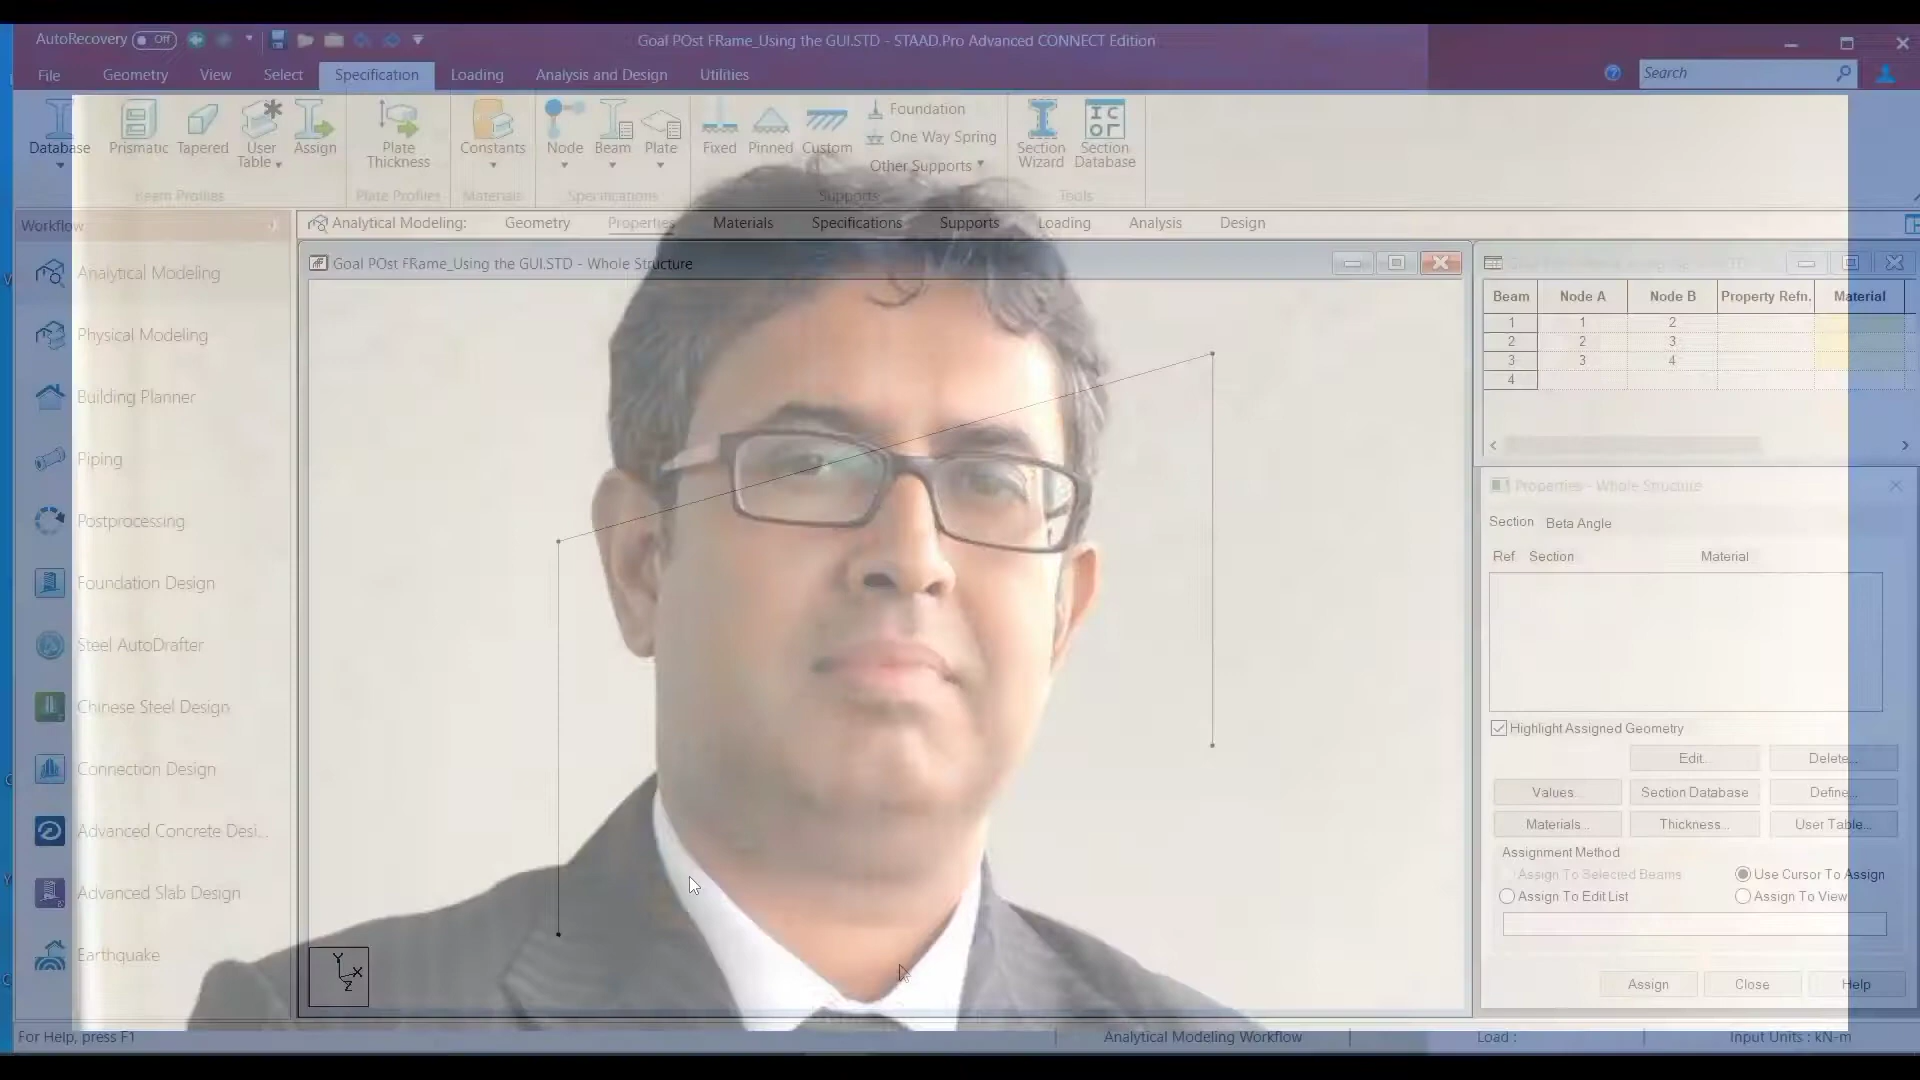 AutoRecovery Off
Goal POst FRame_Using the GUI.STD - STAAD.Pro Advanced CONNECT Edition
File Geometry View Select Specification Loading Analysis and Design Utilities
Search
Database Prismatic Tapered User Table Assign
Plate Thickness
Constants
Node Beam Plate
Fixed Pinned Custom
Foundation
One Way Spring
Other Supports
Section Wizard
Section Database
Beam Profiles Plate Profiles Materials Specifications Supports Tools
Workflow
Analytical Modeling: Geometry Properties Materials Specifications Supports Loading Analysis Design
Analytical Modeling
Physical Modeling
Building Planner
Piping
Postprocessing
Foundation Design
Steel AutoDrafter
Chinese Steel Design
Connection Design
Advanced Concrete Desi...
Advanced Slab Design
Earthquake
Goal POst FRame_Using the GUI.STD - Whole Structure
Y
X
Z
Beam Node A Node B Property Refn. Material
1 1 2
2 2 3
3 3 4
4
Properties - Whole Structure
Section Beta Angle
Ref Section Material
Highlight Assigned Geometry
Edit... Delete...
Values... Section Database Define...
Materials... Thickness... User Table...
Assignment Method
Assign To Selected Beams Use Cursor To Assign
Assign To Edit List Assign To View
Assign Close Help
For Help, press F1
Analytical Modeling Workflow
Load :
Input Units : kN-m